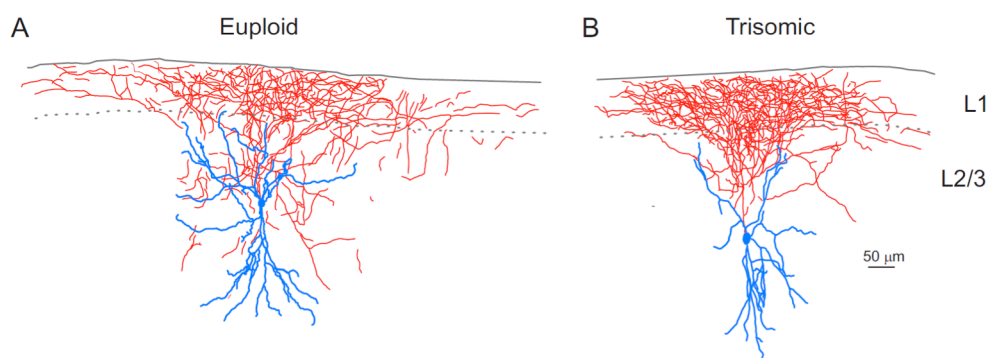 A
Euploid
B
Trisomic
L1
L2/3
50 μm